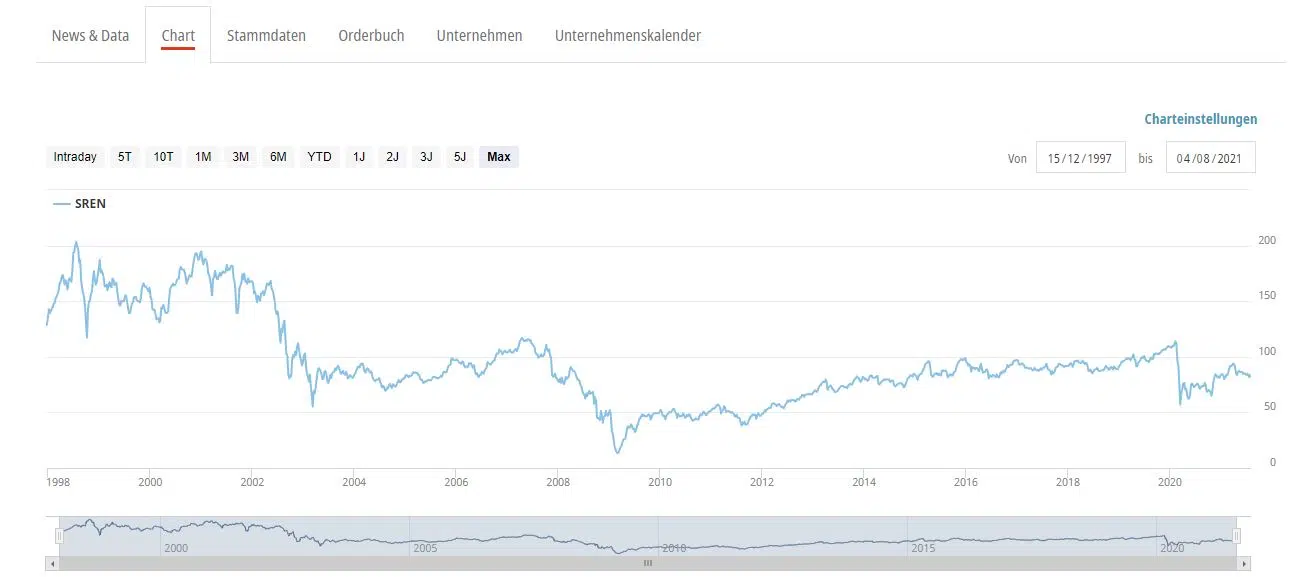 News & Data Chart Stammdaten Orderbuch Unternehmen Unternehmenskalender
Charteinstellungen
Intraday 5T 10T 1M 3M 6M YTD 1J 2J 3J 5J Max Von 15/12/1997 bis 04/08/2021
SREN
200
150
100
50
0
1998 2000 2002 2004 2006 2008 2010 2012 2014 2016 2018 2020
2000 2005 2010 2015 2020